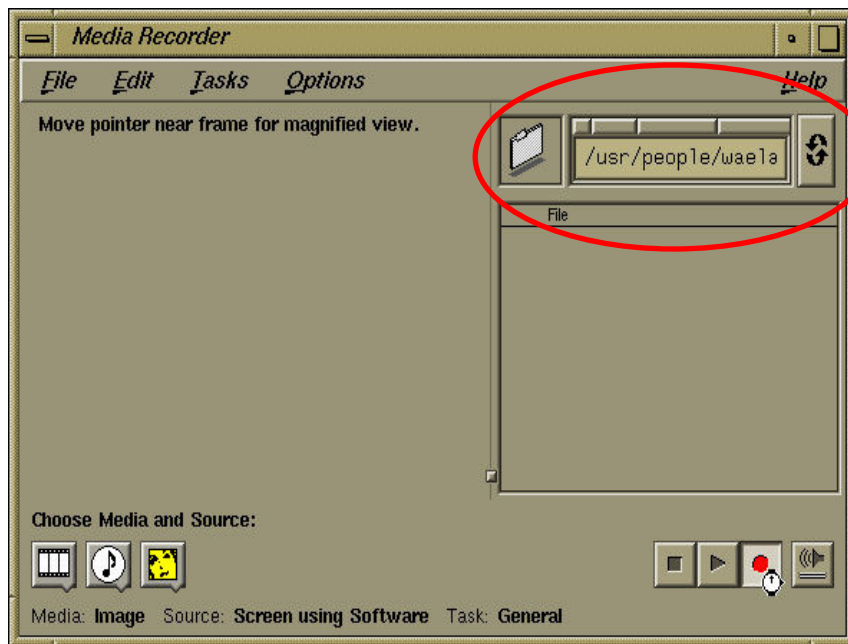 Media Recorder
File Edit Tasks Options Help
Move pointer near frame for magnified view.
/usr/people/waela
File
Choose Media and Source:
Media: Image Source: Screen using Software Task: General